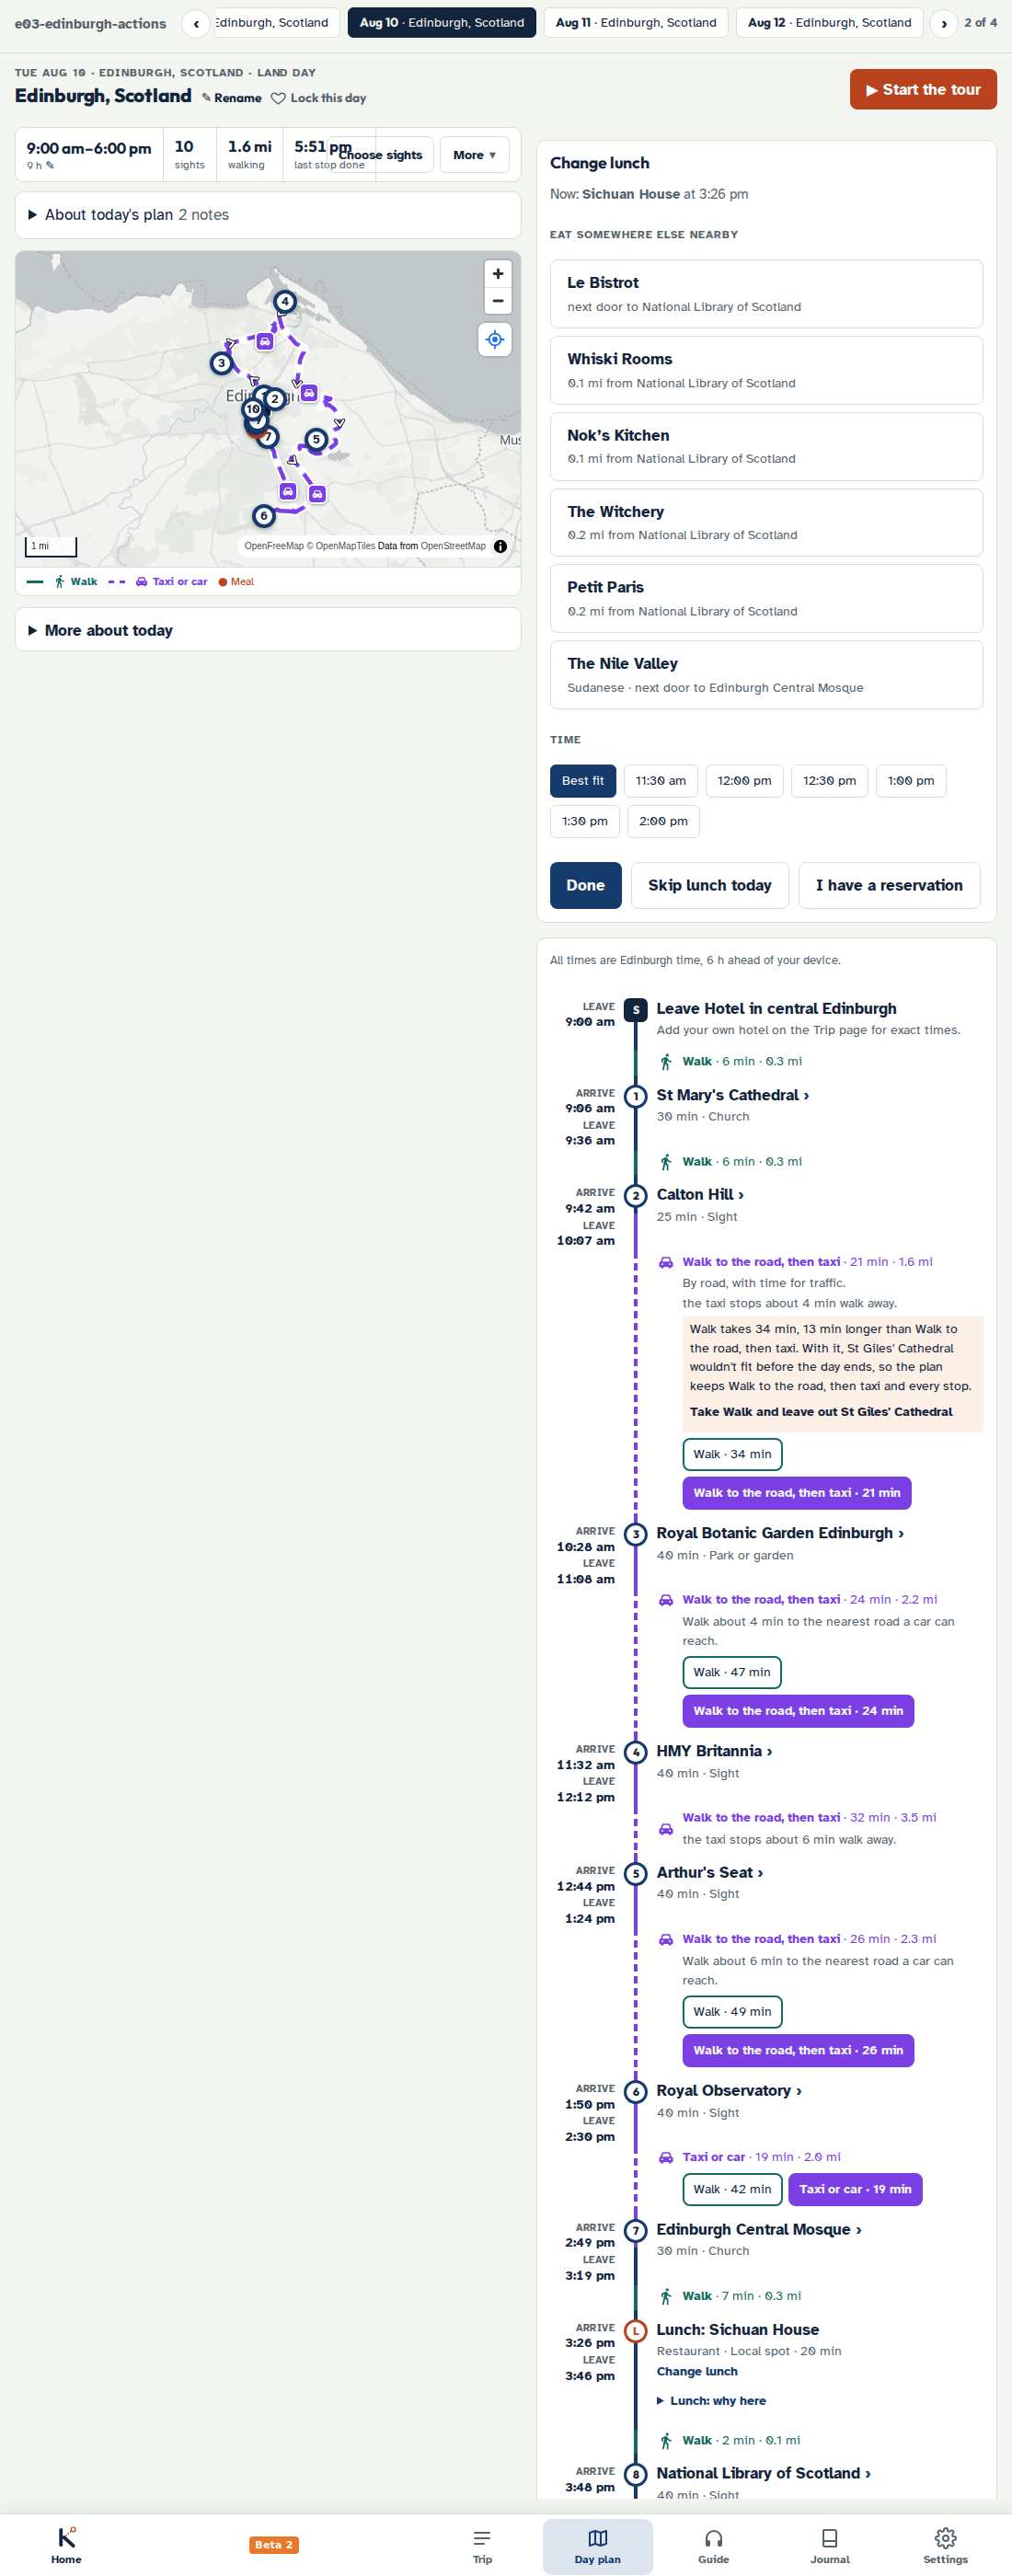 e03-edinburgh-actions
‹
Edinburgh, Scotland
Aug 10 · Edinburgh, Scotland
Aug 11 · Edinburgh, Scotland
Aug 12 · Edinburgh, Scotland
›
2 of 4
TUE AUG 10 · EDINBURGH, SCOTLAND · LAND DAY
Edinburgh, Scotland ✎ Rename Lock this day
▶ Start the tour
9:00 am–6:00 pm
9 h ✎
10
sights
1.6 mi
walking
5:51 pm
last stop done
Choose sights
More ▼
▶ About today's plan 2 notes
+
−
4
3
2
10
7
5
6
1 mi
OpenFreeMap © OpenMapTiles Data from OpenStreetMap
Walk Taxi or car Meal
▶ More about today
Change lunch
Now: Sichuan House at 3:26 pm
EAT SOMEWHERE ELSE NEARBY
Le Bistrot
next door to National Library of Scotland
Whiski Rooms
0.1 mi from National Library of Scotland
Nok's Kitchen
0.1 mi from National Library of Scotland
The Witchery
0.2 mi from National Library of Scotland
Petit Paris
0.2 mi from National Library of Scotland
The Nile Valley
Sudanese · next door to Edinburgh Central Mosque
TIME
Best fit 11:30 am 12:00 pm 12:30 pm 1:00 pm
1:30 pm 2:00 pm
Done Skip lunch today I have a reservation
All times are Edinburgh time, 6 h ahead of your device.
LEAVE
9:00 am
S
Leave Hotel in central Edinburgh
Add your own hotel on the Trip page for exact times.
Walk · 6 min · 0.3 mi
ARRIVE
9:06 am
LEAVE
9:36 am
1
St Mary's Cathedral ›
30 min · Church
Walk · 6 min · 0.3 mi
ARRIVE
9:42 am
LEAVE
10:07 am
2
Calton Hill ›
25 min · Sight
Walk to the road, then taxi · 21 min · 1.6 mi
By road, with time for traffic.
the taxi stops about 4 min walk away.
Walk takes 34 min, 13 min longer than Walk to
the road, then taxi. With it, St Giles' Cathedral
wouldn't fit before the day ends, so the plan
keeps Walk to the road, then taxi and every stop.
Take Walk and leave out St Giles' Cathedral
Walk · 34 min
Walk to the road, then taxi · 21 min
ARRIVE
10:28 am
LEAVE
11:08 am
3
Royal Botanic Garden Edinburgh ›
40 min · Park or garden
Walk to the road, then taxi · 24 min · 2.2 mi
Walk about 4 min to the nearest road a car can
reach.
Walk · 47 min
Walk to the road, then taxi · 24 min
ARRIVE
11:32 am
LEAVE
12:12 pm
4
HMY Britannia ›
40 min · Sight
Walk to the road, then taxi · 32 min · 3.5 mi
the taxi stops about 6 min walk away.
ARRIVE
12:44 pm
LEAVE
1:24 pm
5
Arthur's Seat ›
40 min · Sight
Walk to the road, then taxi · 26 min · 2.3 mi
Walk about 6 min to the nearest road a car can
reach.
Walk · 49 min
Walk to the road, then taxi · 26 min
ARRIVE
1:50 pm
LEAVE
2:30 pm
6
Royal Observatory ›
40 min · Sight
Taxi or car · 19 min · 2.0 mi
Walk · 42 min Taxi or car · 19 min
ARRIVE
2:49 pm
LEAVE
3:19 pm
7
Edinburgh Central Mosque ›
30 min · Church
Walk · 7 min · 0.3 mi
ARRIVE
3:26 pm
LEAVE
3:46 pm
L
Lunch: Sichuan House
Restaurant · Local spot · 20 min
Change lunch
▶ Lunch: why here
Walk · 2 min · 0.1 mi
ARRIVE
3:48 pm
8
National Library of Scotland ›
40 min · Sight
Home
Beta 2
Trip
Day plan
Guide
Journal
Settings